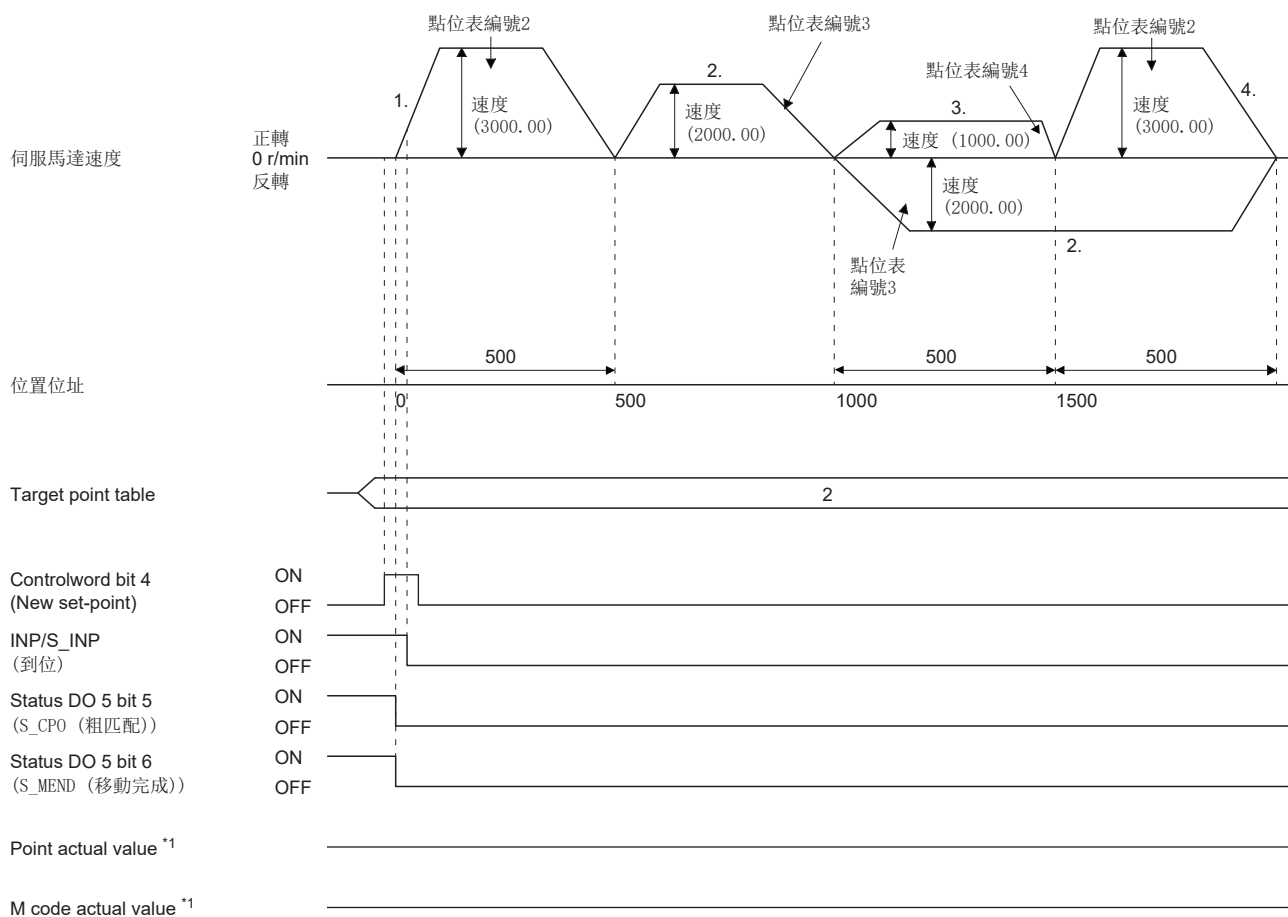 點位表編號2
點位表編號3
點位表編號2
點位表編號4
1.
2.
3.
4.
速度
(3000.00)
速度
(2000.00)
速度 (1000.00)
速度
(3000.00)
伺服馬達速度
正轉
0 r/min
反轉
速度
(2000.00)
2.
點位表
編號3
500
500
500
位置位址
0
500
1000
1500
Target point table
2
Controlword bit 4
(New set-point)
ON
OFF
INP/S_INP
(到位)
ON
OFF
Status DO 5 bit 5
(S_CPO (粗匹配))
ON
OFF
Status DO 5 bit 6
(S_MEND (移動完成))
ON
OFF
Point actual value *1
M code actual value *1